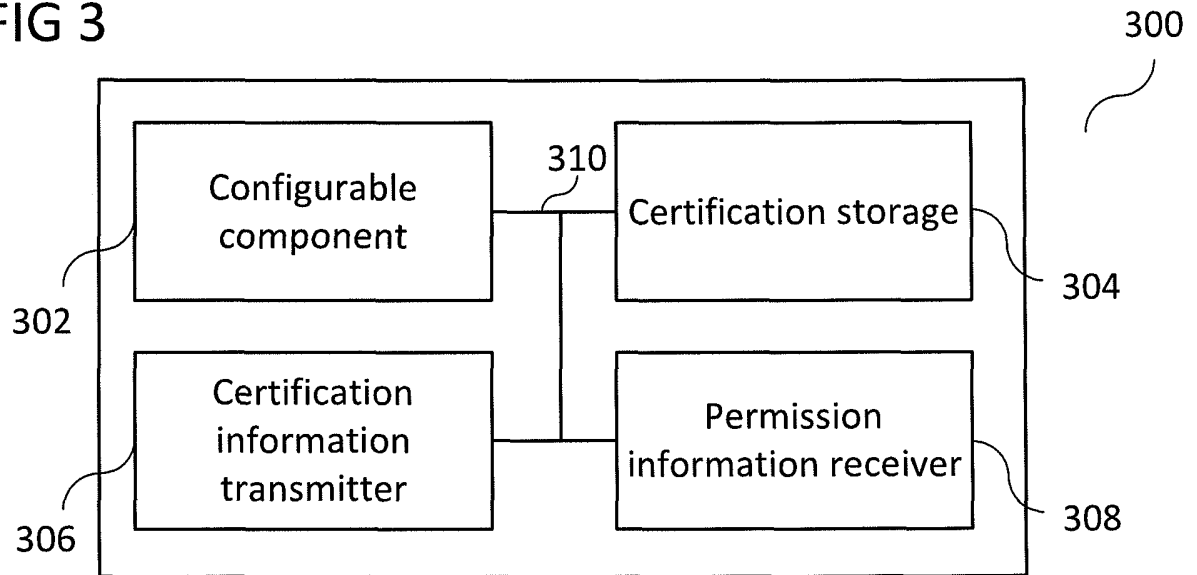 FIG 3
300
Configurable
component
310
Certification storage
302
304
Certification
information
transmitter
Permission
information receiver
306
308